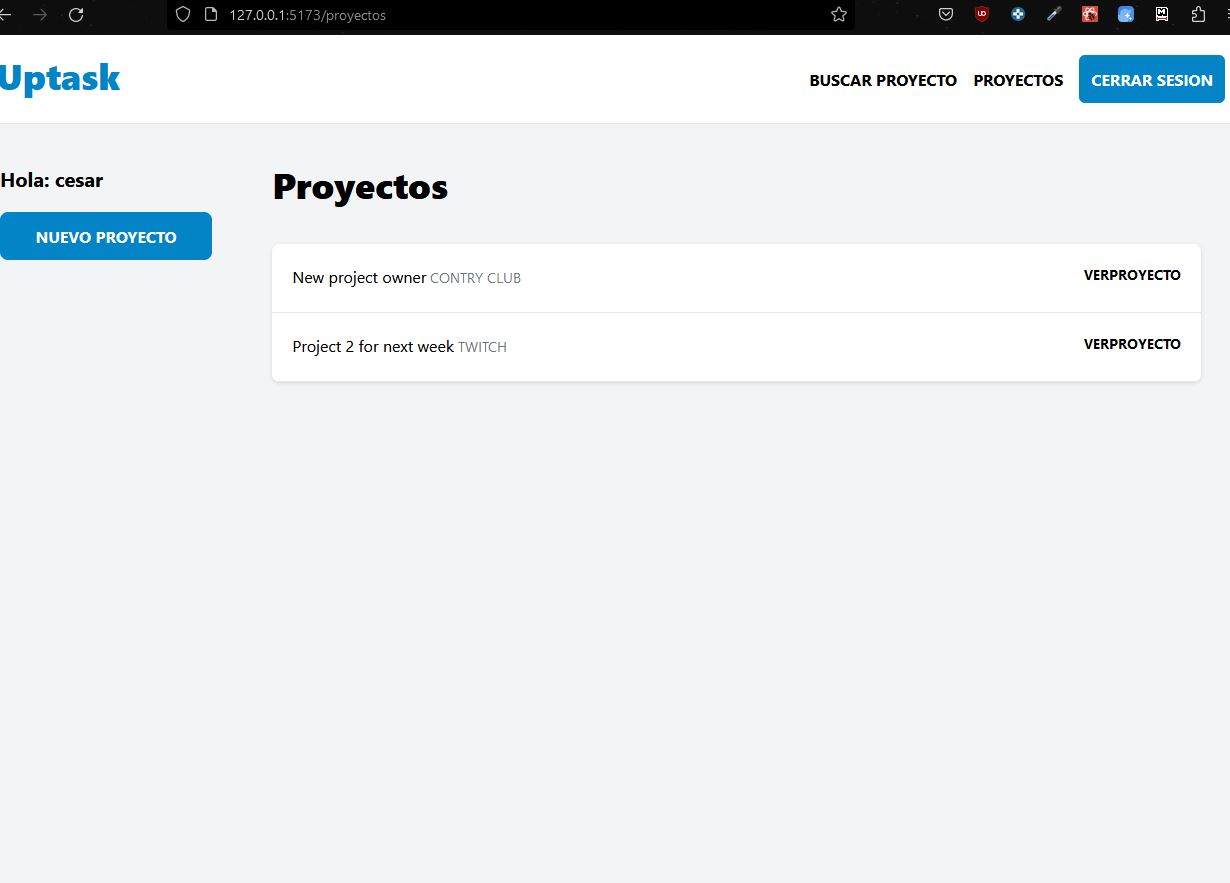 127.0.0.1:5173/proyectos
Uptask
BUSCAR PROYECTO PROYECTOS CERRAR SESION
Hola: cesar
NUEVO PROYECTO
Proyectos
New project owner CONTRY CLUB VERPROYECTO
Project 2 for next week TWITCH VERPROYECTO